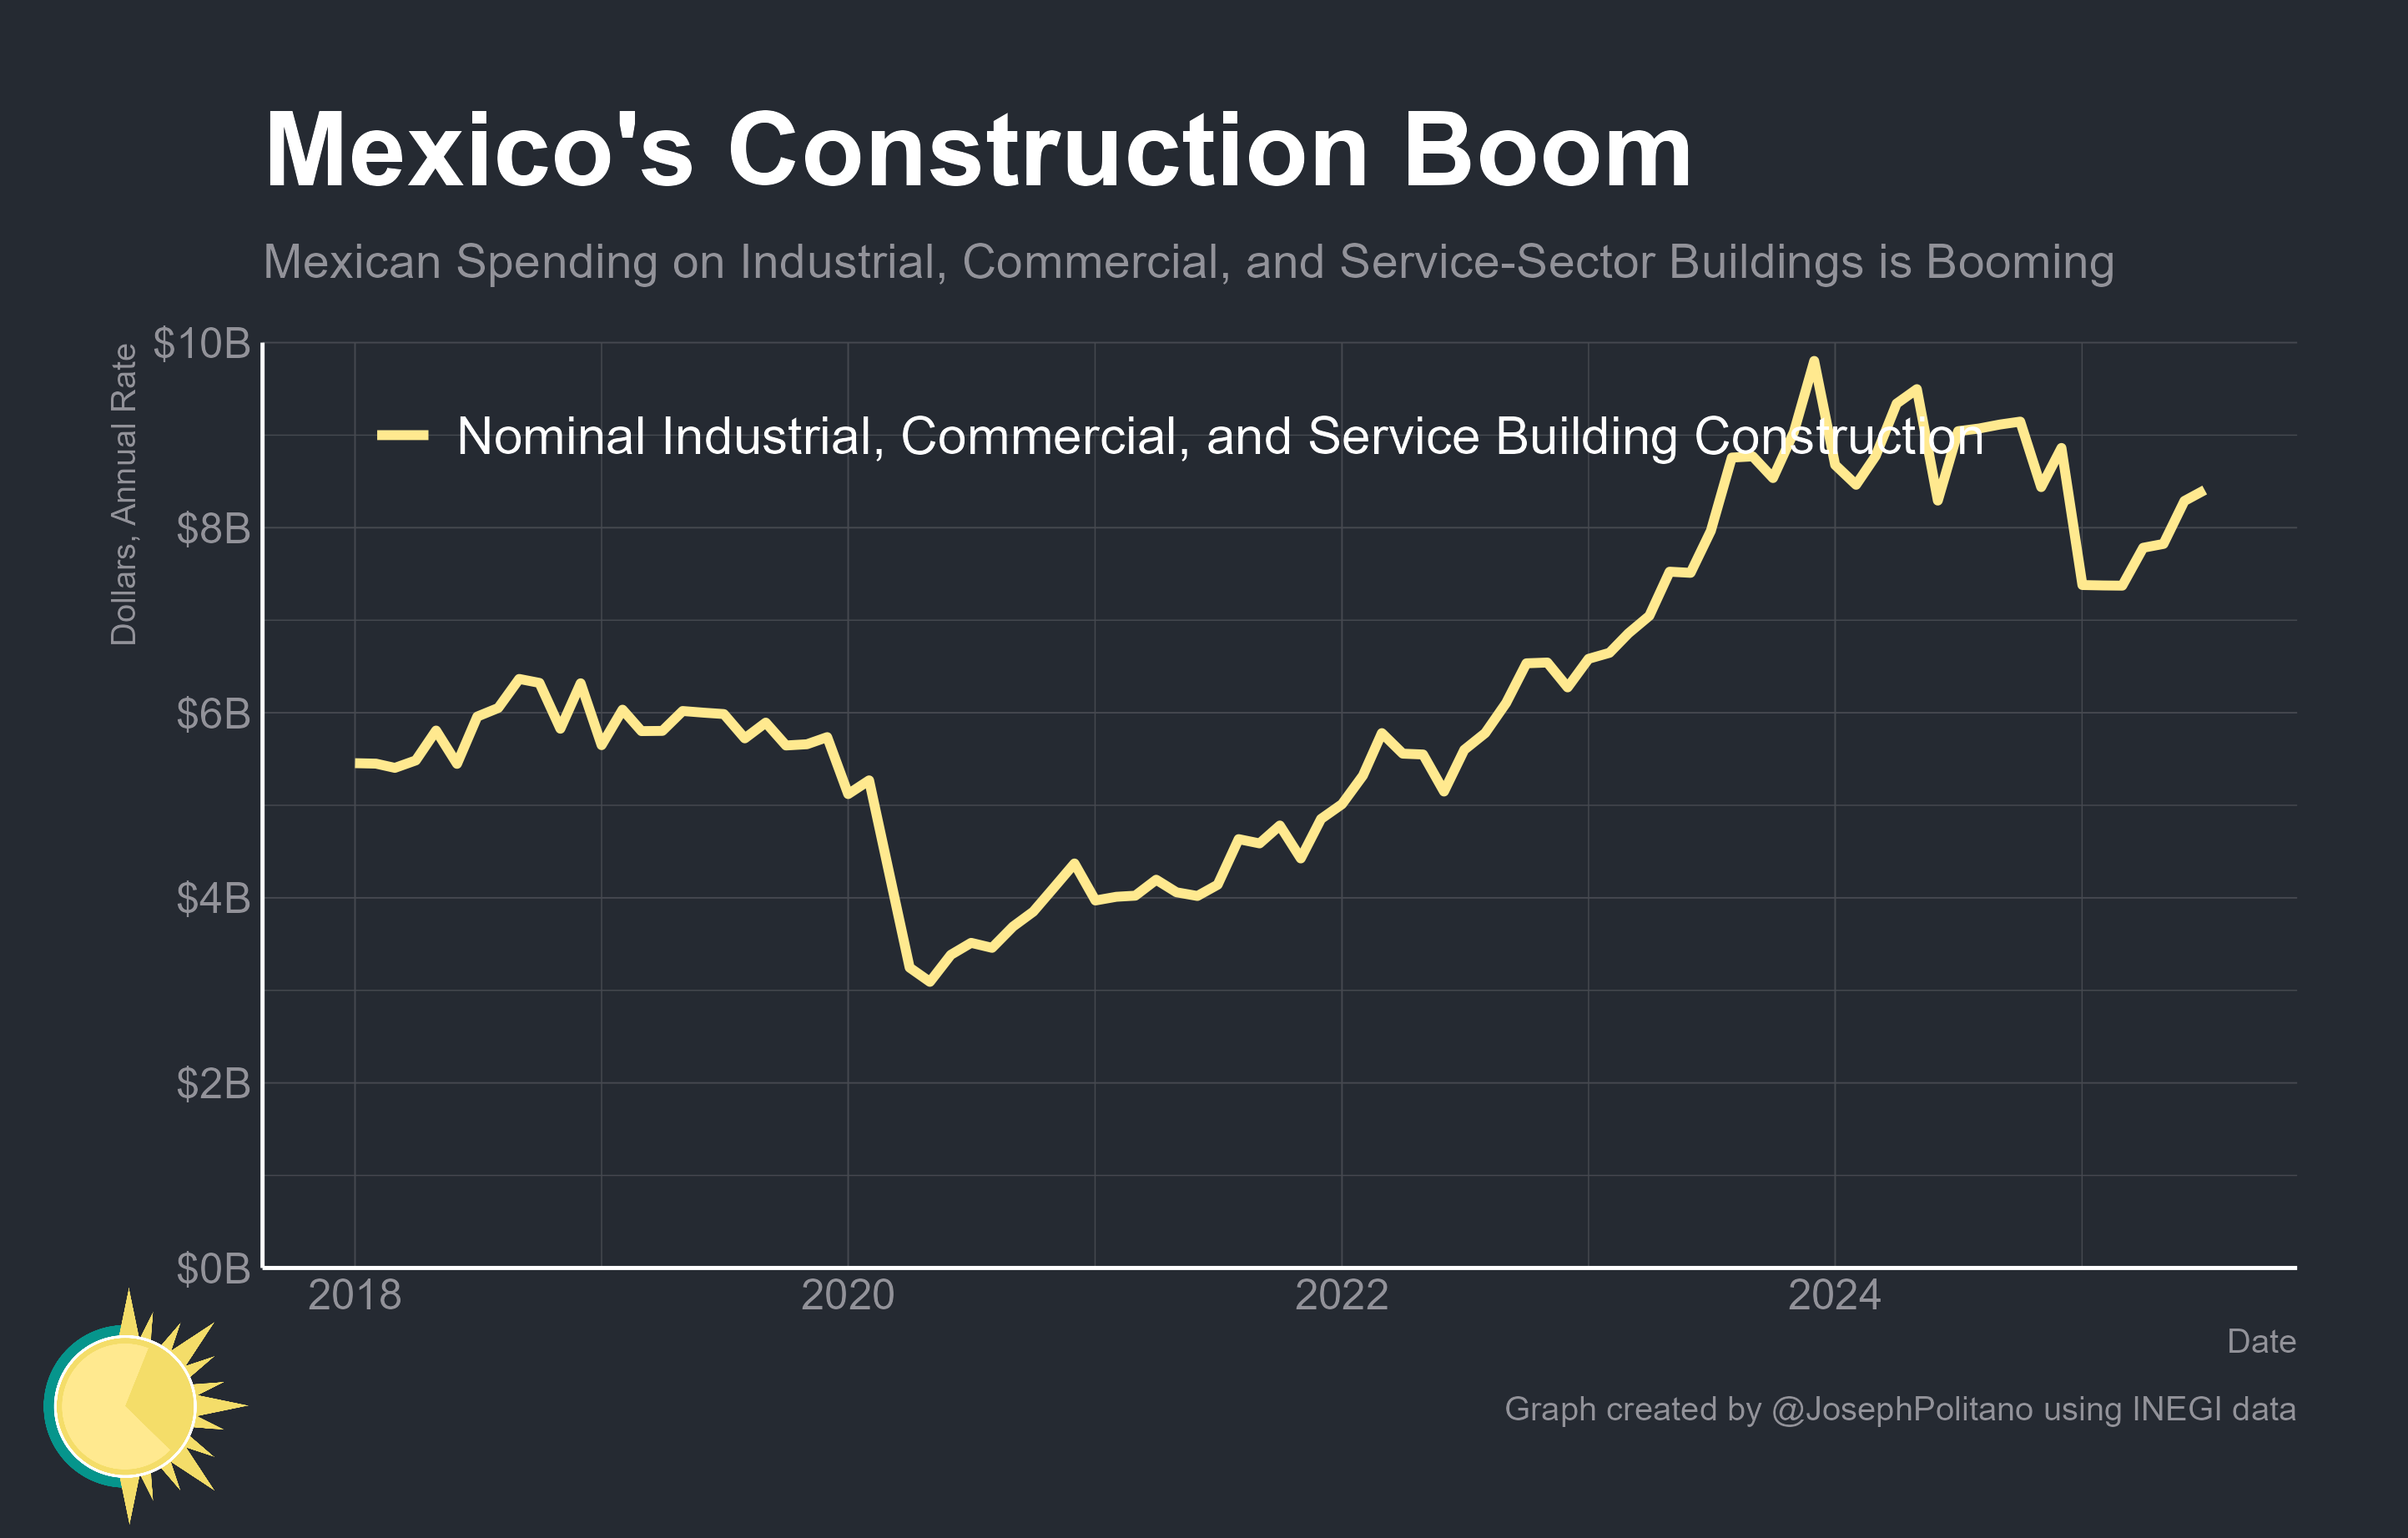 Mexico's Construction Boom
Mexican Spending on Industrial, Commercial, and Service-Sector Buildings is Booming
Dollars, Annual Rate
$10B
$8B
$6B
$4B
$2B
$0B
Nominal Industrial, Commercial, and Service Building Construction
2018
2020
2022
2024
Date
Graph created by @JosephPolitano using INEGI data